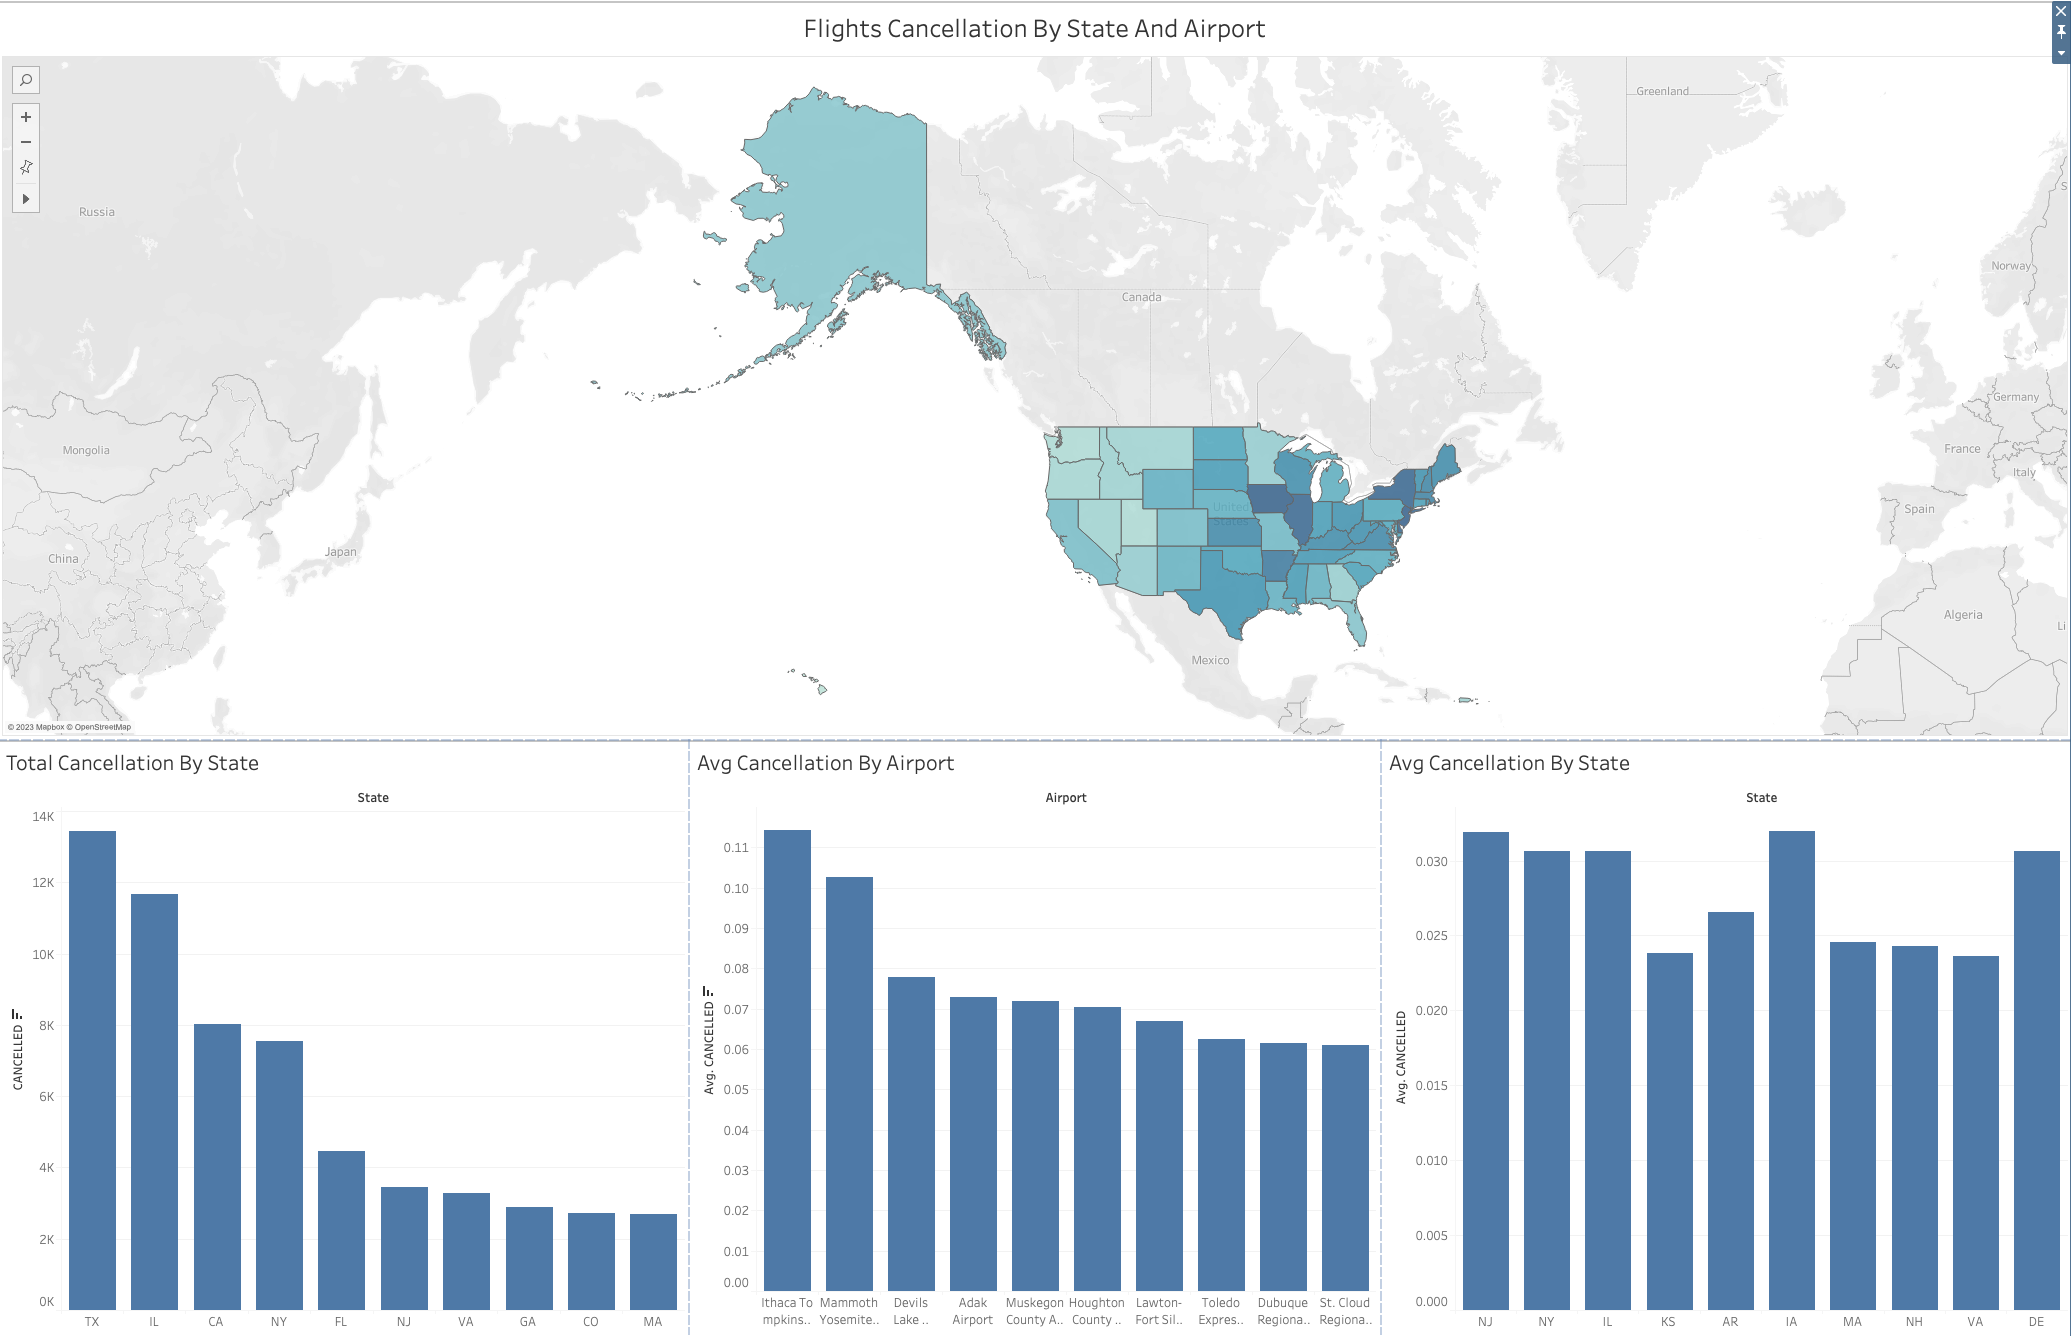 Flights Cancellation By State And Airport
Greenland
Russia
Norway
Canada
Germany
Mongolia
France
Italy
United
States
Spain
Japan
China
Algeria
Li
Mexico
© 2023 Mapbox © OpenStreetMap
Total Cancellation By State
State
14K
12K
10K
8K
6K
4K
2K
0K
CANCELLED
TX IL CA NY FL NJ VA GA CO MA
Avg Cancellation By Airport
Airport
0.11
0.10
0.09
0.08
0.07
0.06
0.05
0.04
0.03
0.02
0.01
0.00
Avg. CANCELLED
Ithaca To
mpkins..
Mammoth
Yosemite..
Devils
Lake ..
Adak
Airport
Muskegon
County A..
Houghton
County ..
Lawton-
Fort Sil..
Toledo
Expres..
Dubuque
Regiona..
St. Cloud
Regiona..
Avg Cancellation By State
State
0.030
0.025
0.020
0.015
0.010
0.005
0.000
Avg. CANCELLED
NJ NY IL KS AR IA MA NH VA DE